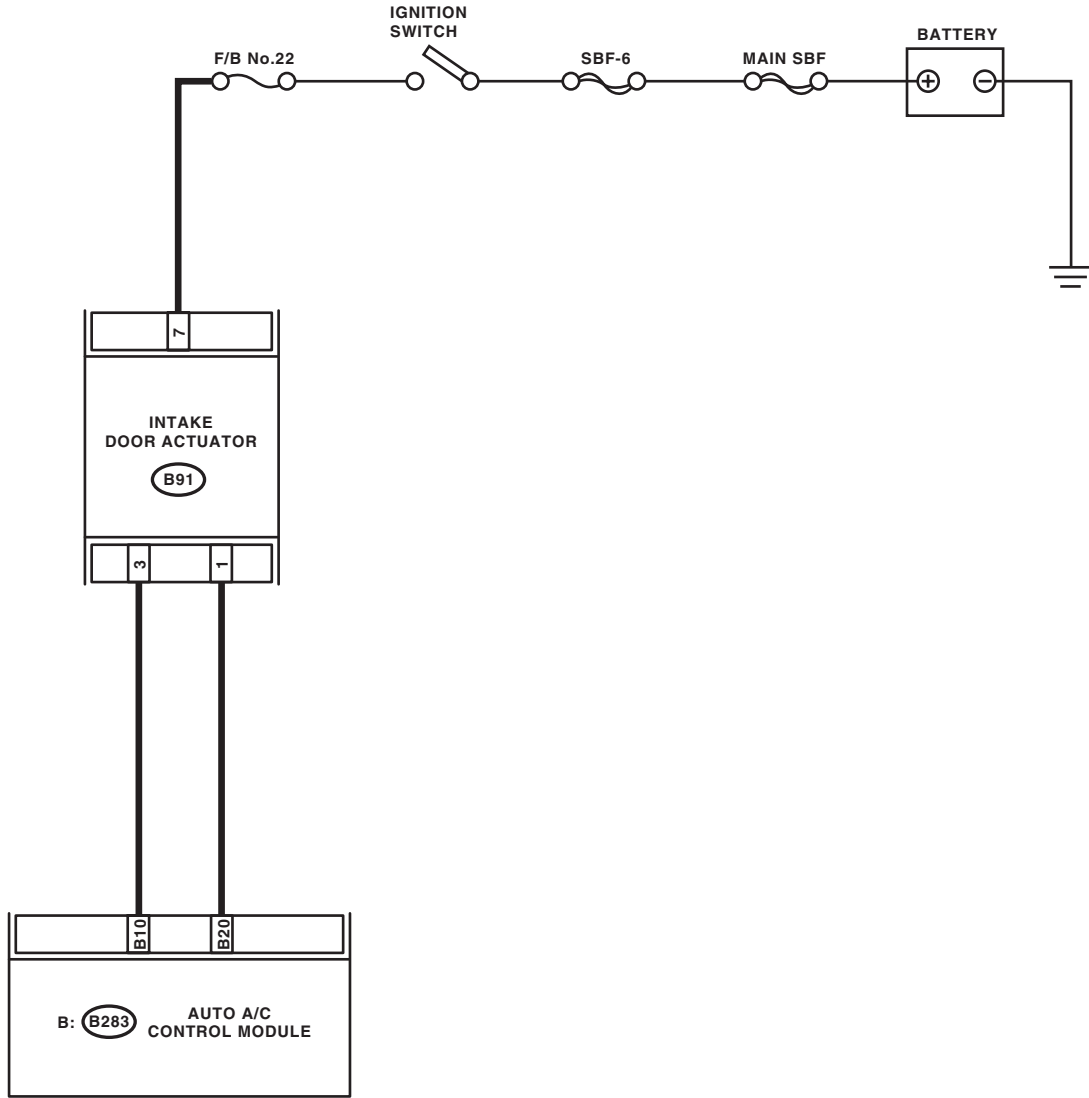 IGNITION
SWITCH
BATTERY
F/B No.22
SBF-6
MAIN SBF
+
−
7
INTAKE
DOOR ACTUATOR
B91
3
1
B10
B20
B: B283
AUTO A/C
CONTROL MODULE